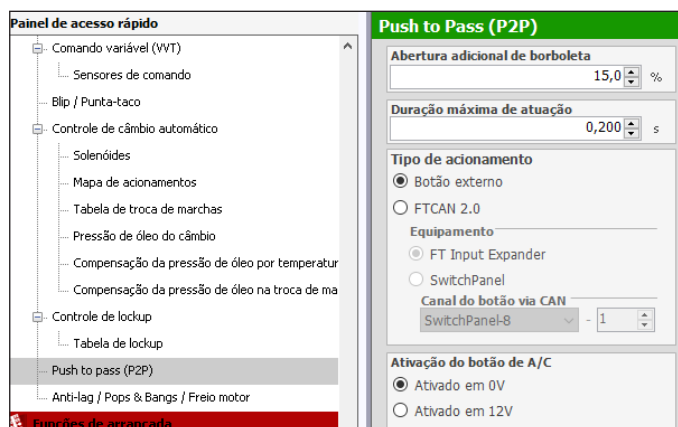 Painel de acesso rápido
Comando variável (VVT)
Sensores de comando
Blip / Punta-taco
Controle de câmbio automático
Solenóides
Mapa de acionamentos
Tabela de troca de marchas
Pressão de óleo do câmbio
Compensação da pressão de óleo por temperatur
Compensação da pressão de óleo na troca de ma
Controle de lockup
Tabela de lockup
Push to pass (P2P)
Anti-lag / Pops & Bangs / Freio motor
Funções de arrancada
Push to Pass (P2P)
Abertura adicional de borboleta
15,0 %
Duração máxima de atuação
0,200 s
Tipo de acionamento
Botão externo
FTCAN 2.0
Equipamento
FT Input Expander
SwitchPanel
Canal do botão via CAN
SwitchPanel-8 - 1
Ativação do botão de A/C
Ativado em 0V
Ativado em 12V